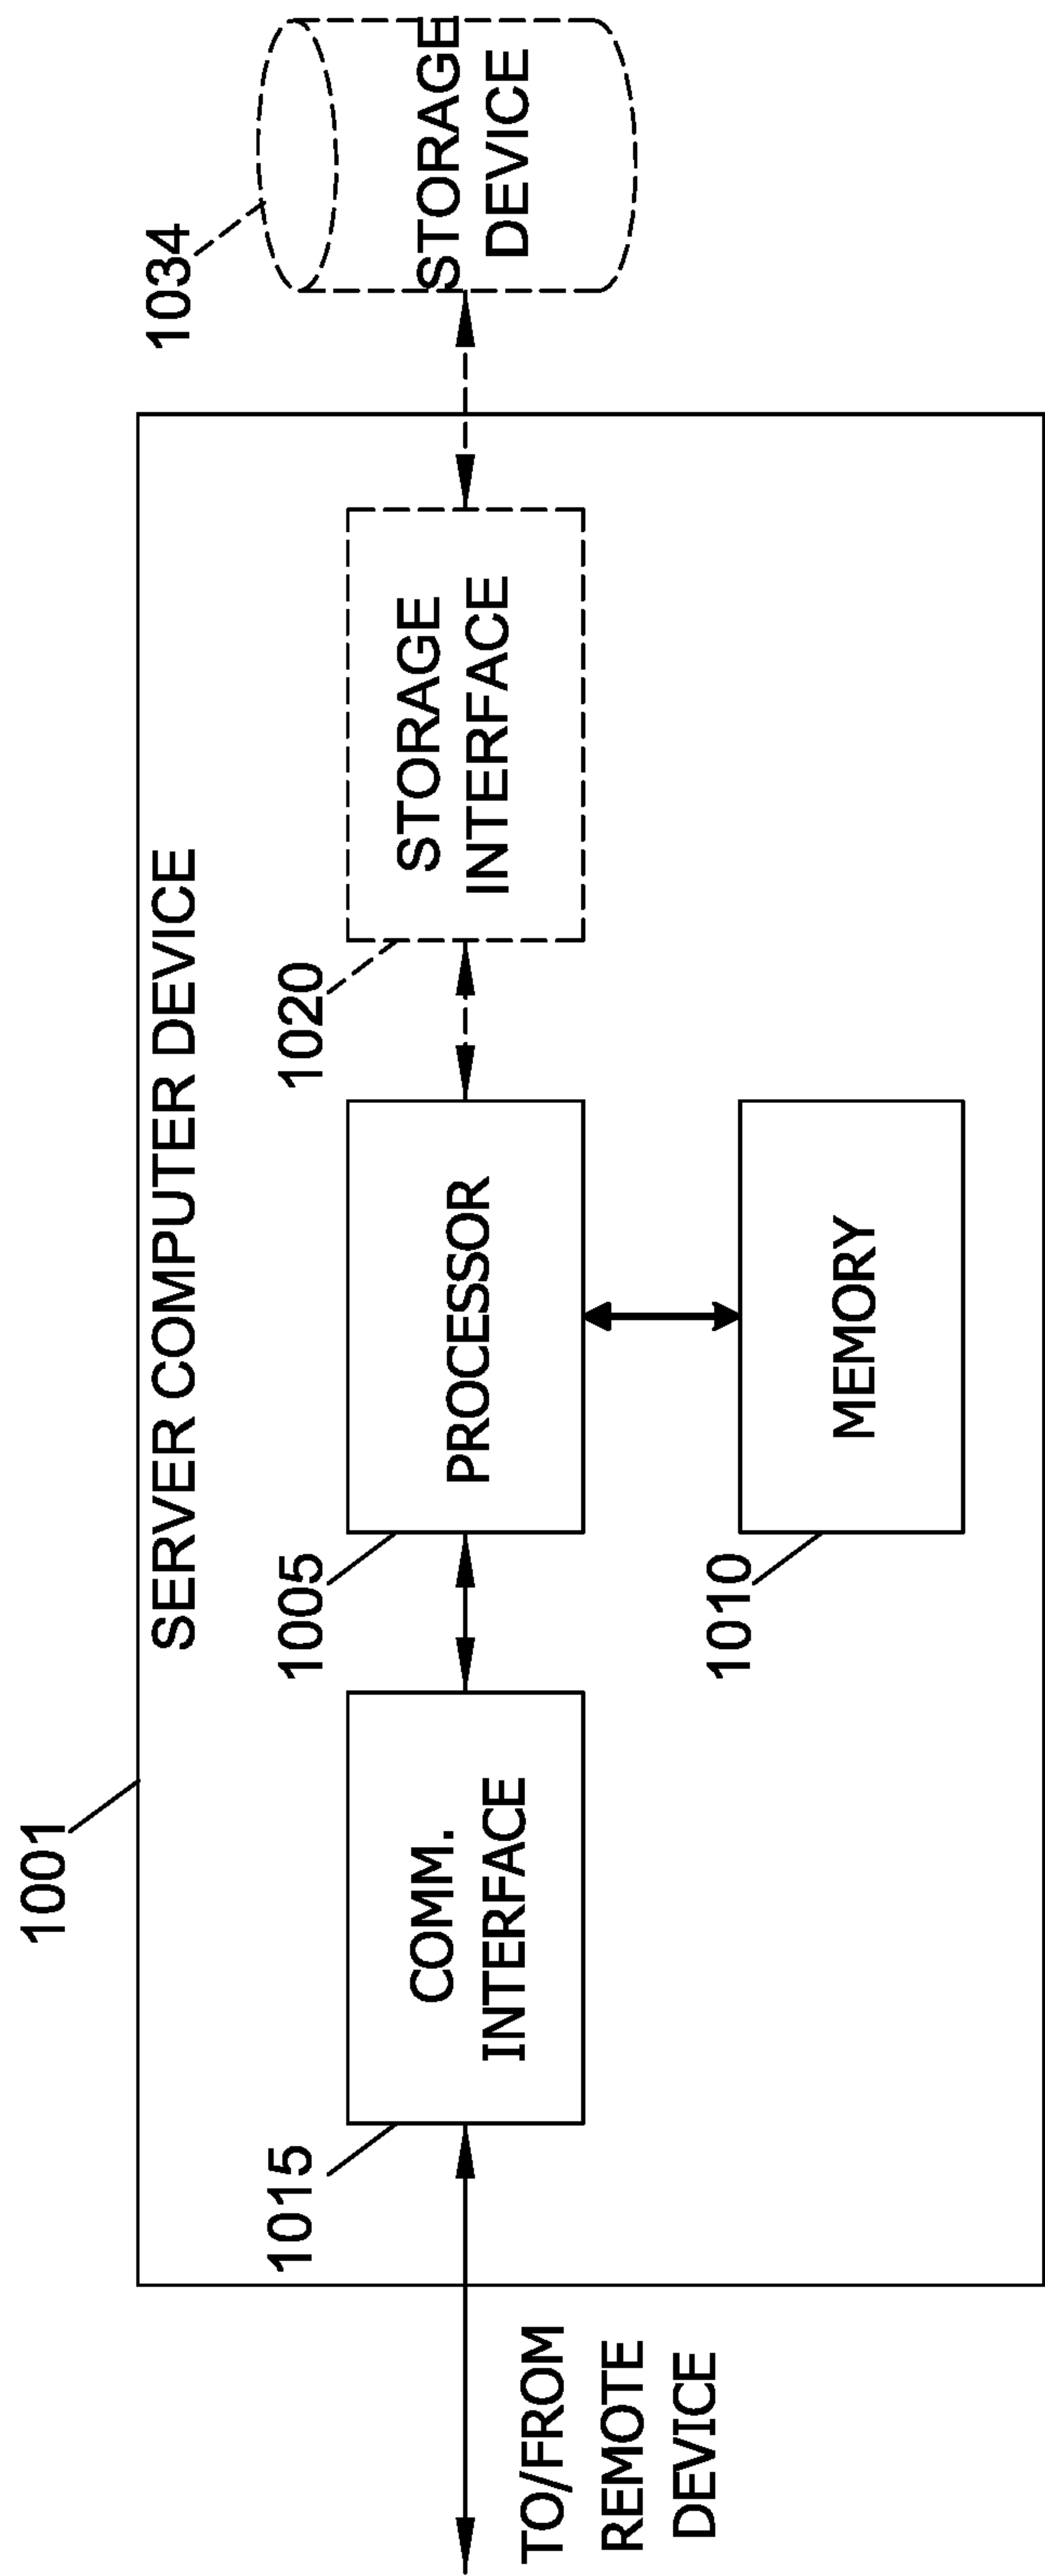 1001
SERVER COMPUTER DEVICE
1034
1015
1005
1020
COMM.
INTERFACE
PROCESSOR
STORAGE
INTERFACE
STORAGE
DEVICE
TO/FROM
REMOTE
DEVICE
1010
MEMORY